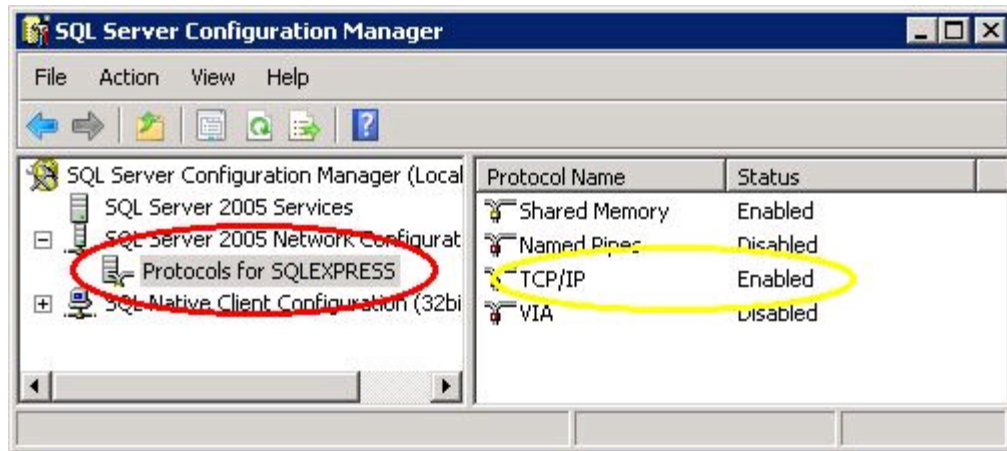 SQL Server Configuration Manager
File Action View Help
SQL Server Configuration Manager (Local
SQL Server 2005 Services
SQL Server 2005 Network Configurat
Protocols for SQLEXPRESS
SQL Native Client Configuration (32bi
Protocol Name Status
Shared Memory Enabled
Named Pipes Disabled
TCP/IP Enabled
VIA Disabled